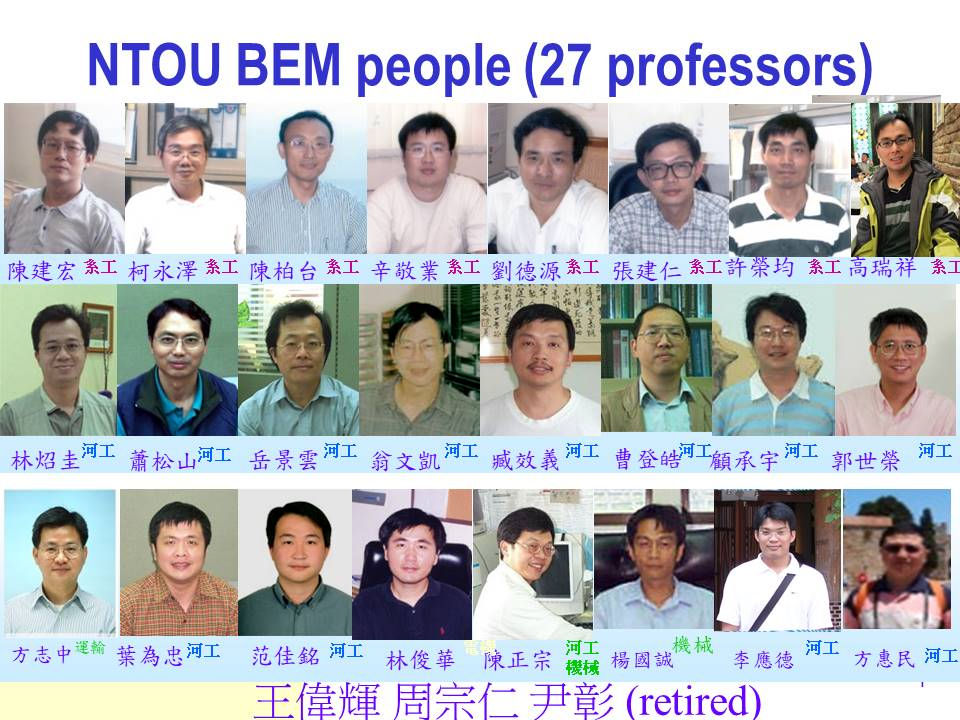 NTOU BEM people (27 professors)
陳建宏 系工 柯永澤 系工 陳柏台 系工 辛敬業 系工 劉德源 系工 張建仁 系工 許榮均 系工 高瑞祥 系工
林炤圭 河工 蕭松山 河工 岳景雲 河工 翁文凱 河工 臧效義 河工 曹登皓 河工 顧承宇 河工 郭世榮 河工
方志中 運輸 葉為忠 河工 范佳銘 河工 林俊華 電機 陳正宗 河工 機械 楊國誠 機械 李應德 河工 方惠民 河工
王偉輝 周宗仁 尹彰 (retired)